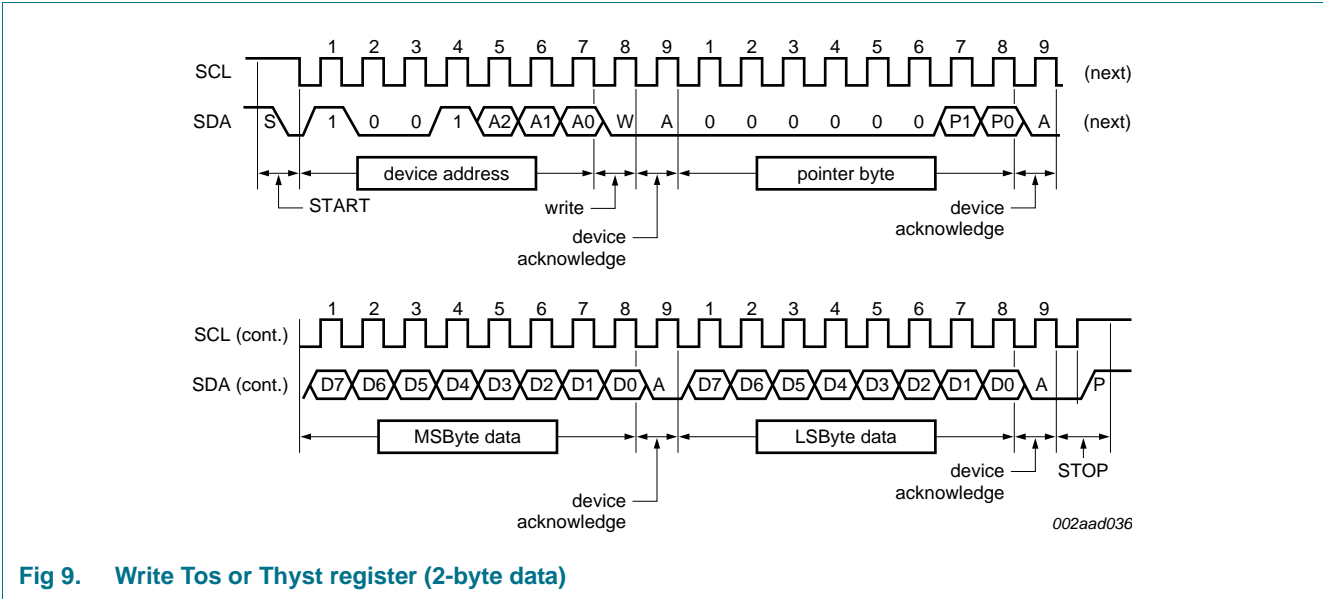 1 2 3 4 5 6 7 8 9 1 2 3 4 5 6 7 8 9
SCL (next)
SDA S 1 0 0 1 A2 A1 A0 W A 0 0 0 0 0 0 P1 P0 A (next)
device address pointer byte
START write device
device acknowledge
acknowledge
1 2 3 4 5 6 7 8 9 1 2 3 4 5 6 7 8 9
SCL (cont.)
SDA (cont.) D7 D6 D5 D4 D3 D2 D1 D0 A D7 D6 D5 D4 D3 D2 D1 D0 A P
MSByte data LSByte data
device STOP
acknowledge
device
acknowledge
002aad036
Fig 9. Write Tos or Thyst register (2-byte data)